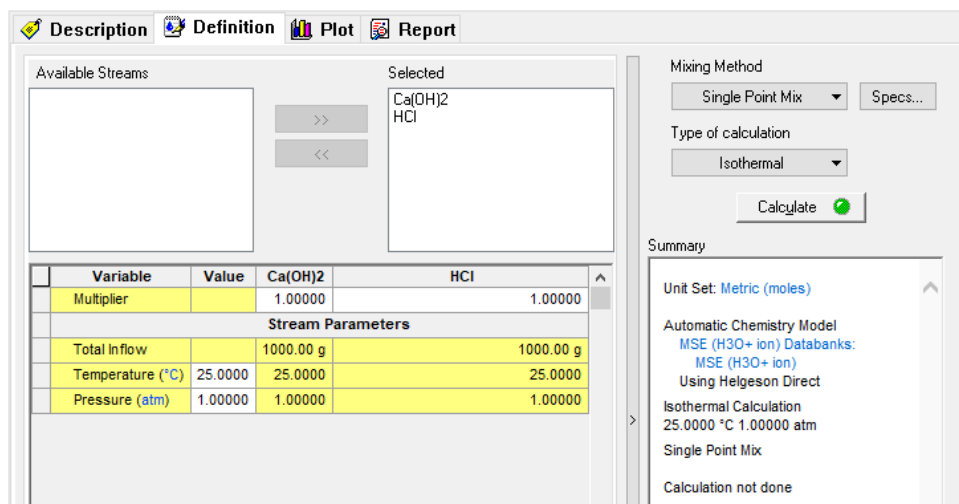 Description Definition Plot Report
Available Streams
Selected
Ca(OH)2
HCl
>>
<<
Mixing Method
Single Point Mix
Specs...
Type of calculation
Isothermal
Calculate
Summary
Variable Value Ca(OH)2 HCl
Multiplier 1.00000 1.00000
Stream Parameters
Total Inflow 1000.00 g 1000.00 g
Temperature (°C) 25.0000 25.0000 25.0000
Pressure (atm) 1.00000 1.00000 1.00000
>
Unit Set: Metric (moles)
Automatic Chemistry Model
MSE (H3O+ ion) Databanks:
MSE (H3O+ ion)
Using Helgeson Direct
Isothermal Calculation
25.0000 °C 1.00000 atm
Single Point Mix
Calculation not done